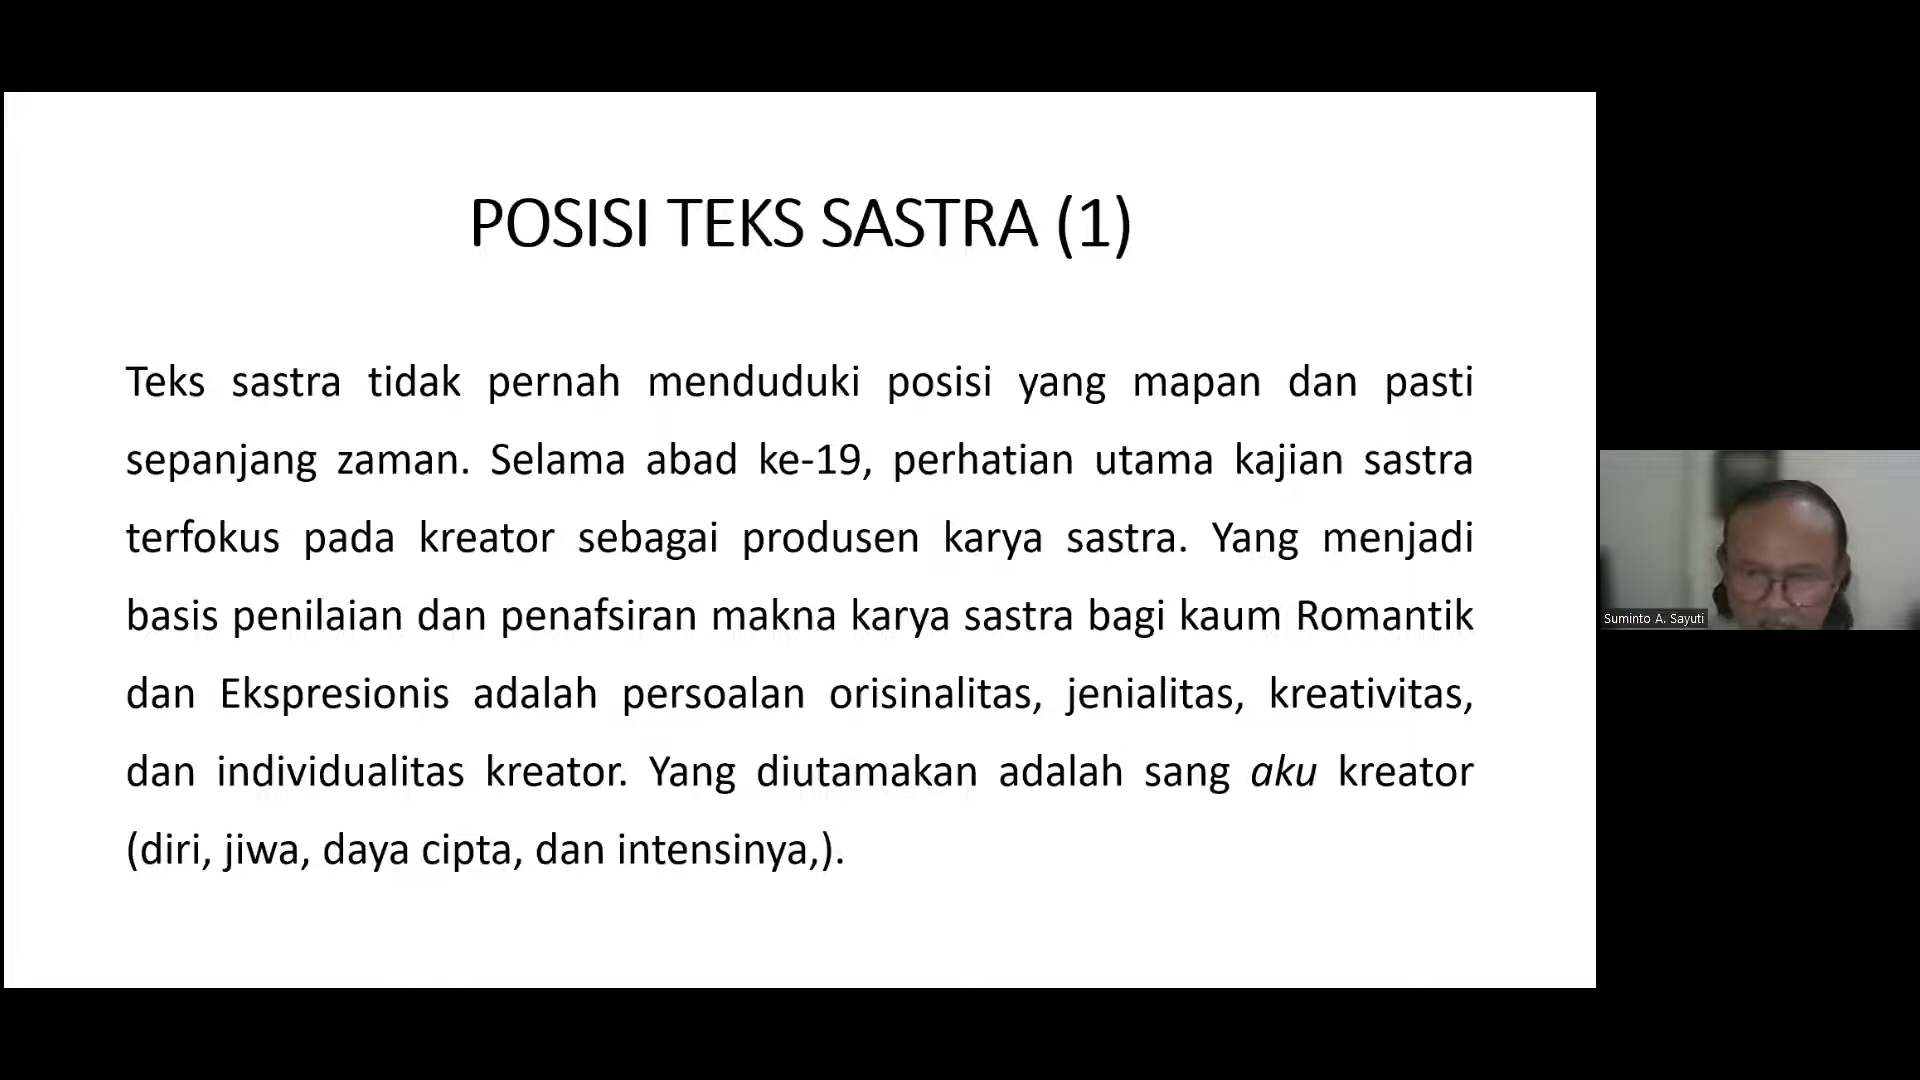 POSISI TEKS SASTRA (1)
Teks sastra tidak pernah menduduki posisi yang mapan dan pasti
sepanjang zaman. Selama abad ke-19, perhatian utama kajian sastra
terfokus pada kreator sebagai produsen karya sastra. Yang menjadi
basis penilaian dan penafsiran makna karya sastra bagi kaum Romantik
dan Ekspresionis adalah persoalan orisinalitas, jenialitas, kreativitas,
dan individualitas kreator. Yang diutamakan adalah sang aku kreator
(diri, jiwa, daya cipta, dan intensinya,).
Suminto A. Sayuti